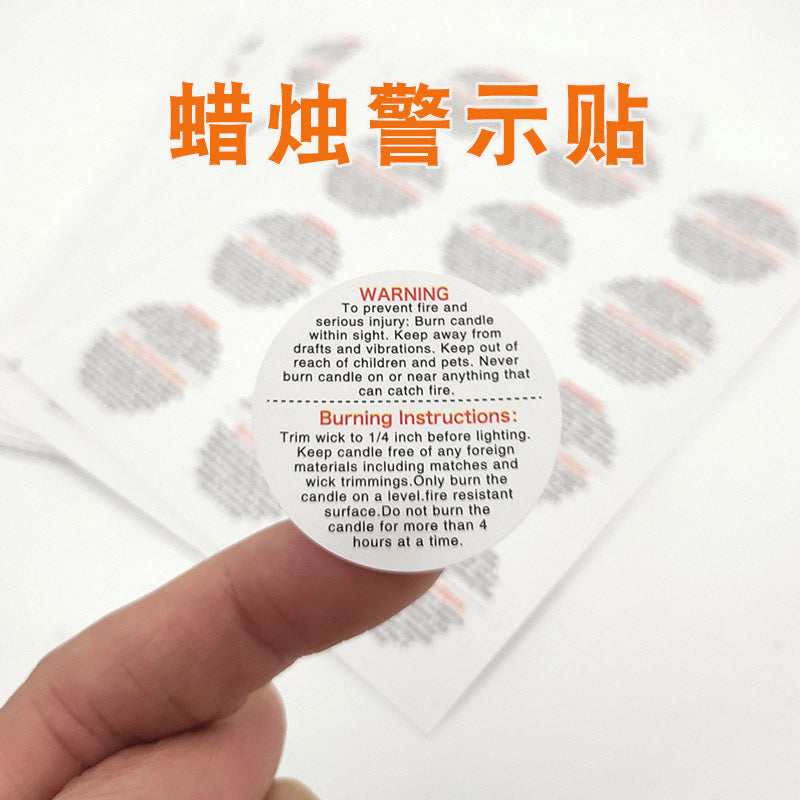 蜡烛警示贴
WARNING
To prevent fire and
serious injury: Burn candle
within sight. Keep away from
drafts and vibrations. Keep out of
reach of children and pets. Never
burn candle on or near anything that
can catch fire.
Burning Instructions:
Trim wick to 1/4 inch before lighting.
Keep candle free of any foreign
materials including matches and
wick trimmings.Only burn the
candle on a level.fire resistant
surface.Do not burn the
candle for more than 4
hours at a time.